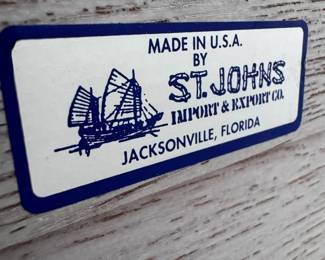 MADE IN U.S.A.
BY
ST. JOHNS
IMPORT & EXPORT CO.
JACKSONVILLE, FLORIDA